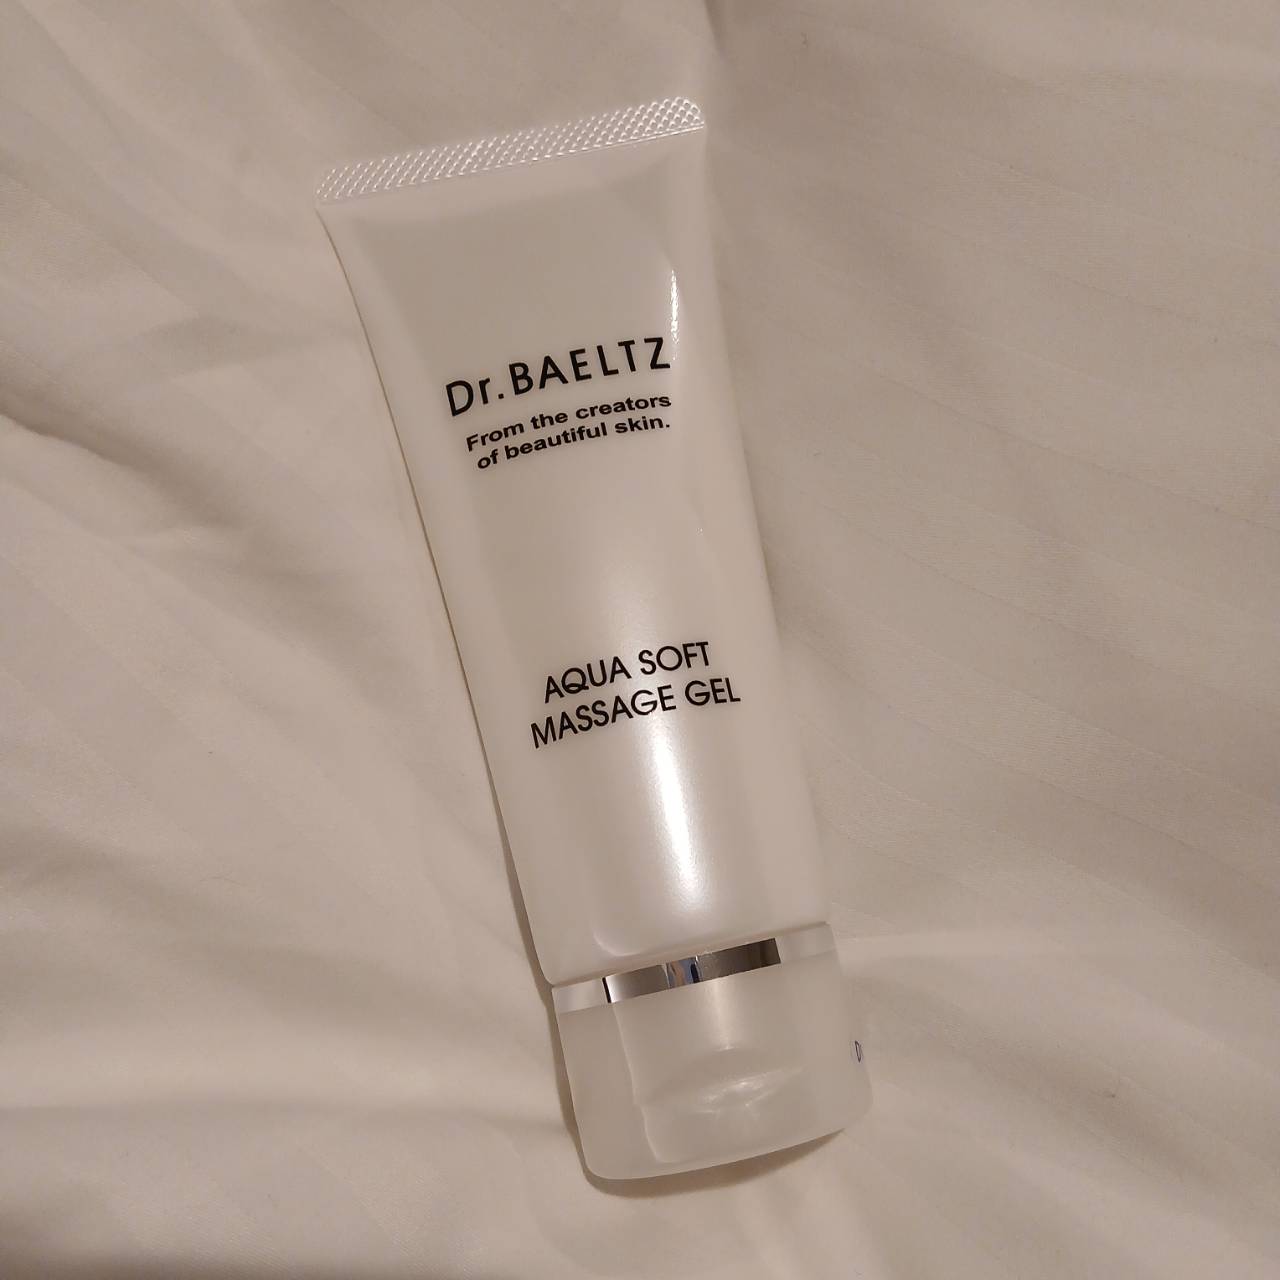 Dr.BAELTZ
From the creators
of beautiful skin.
AQUA SOFT
MASSAGE GEL